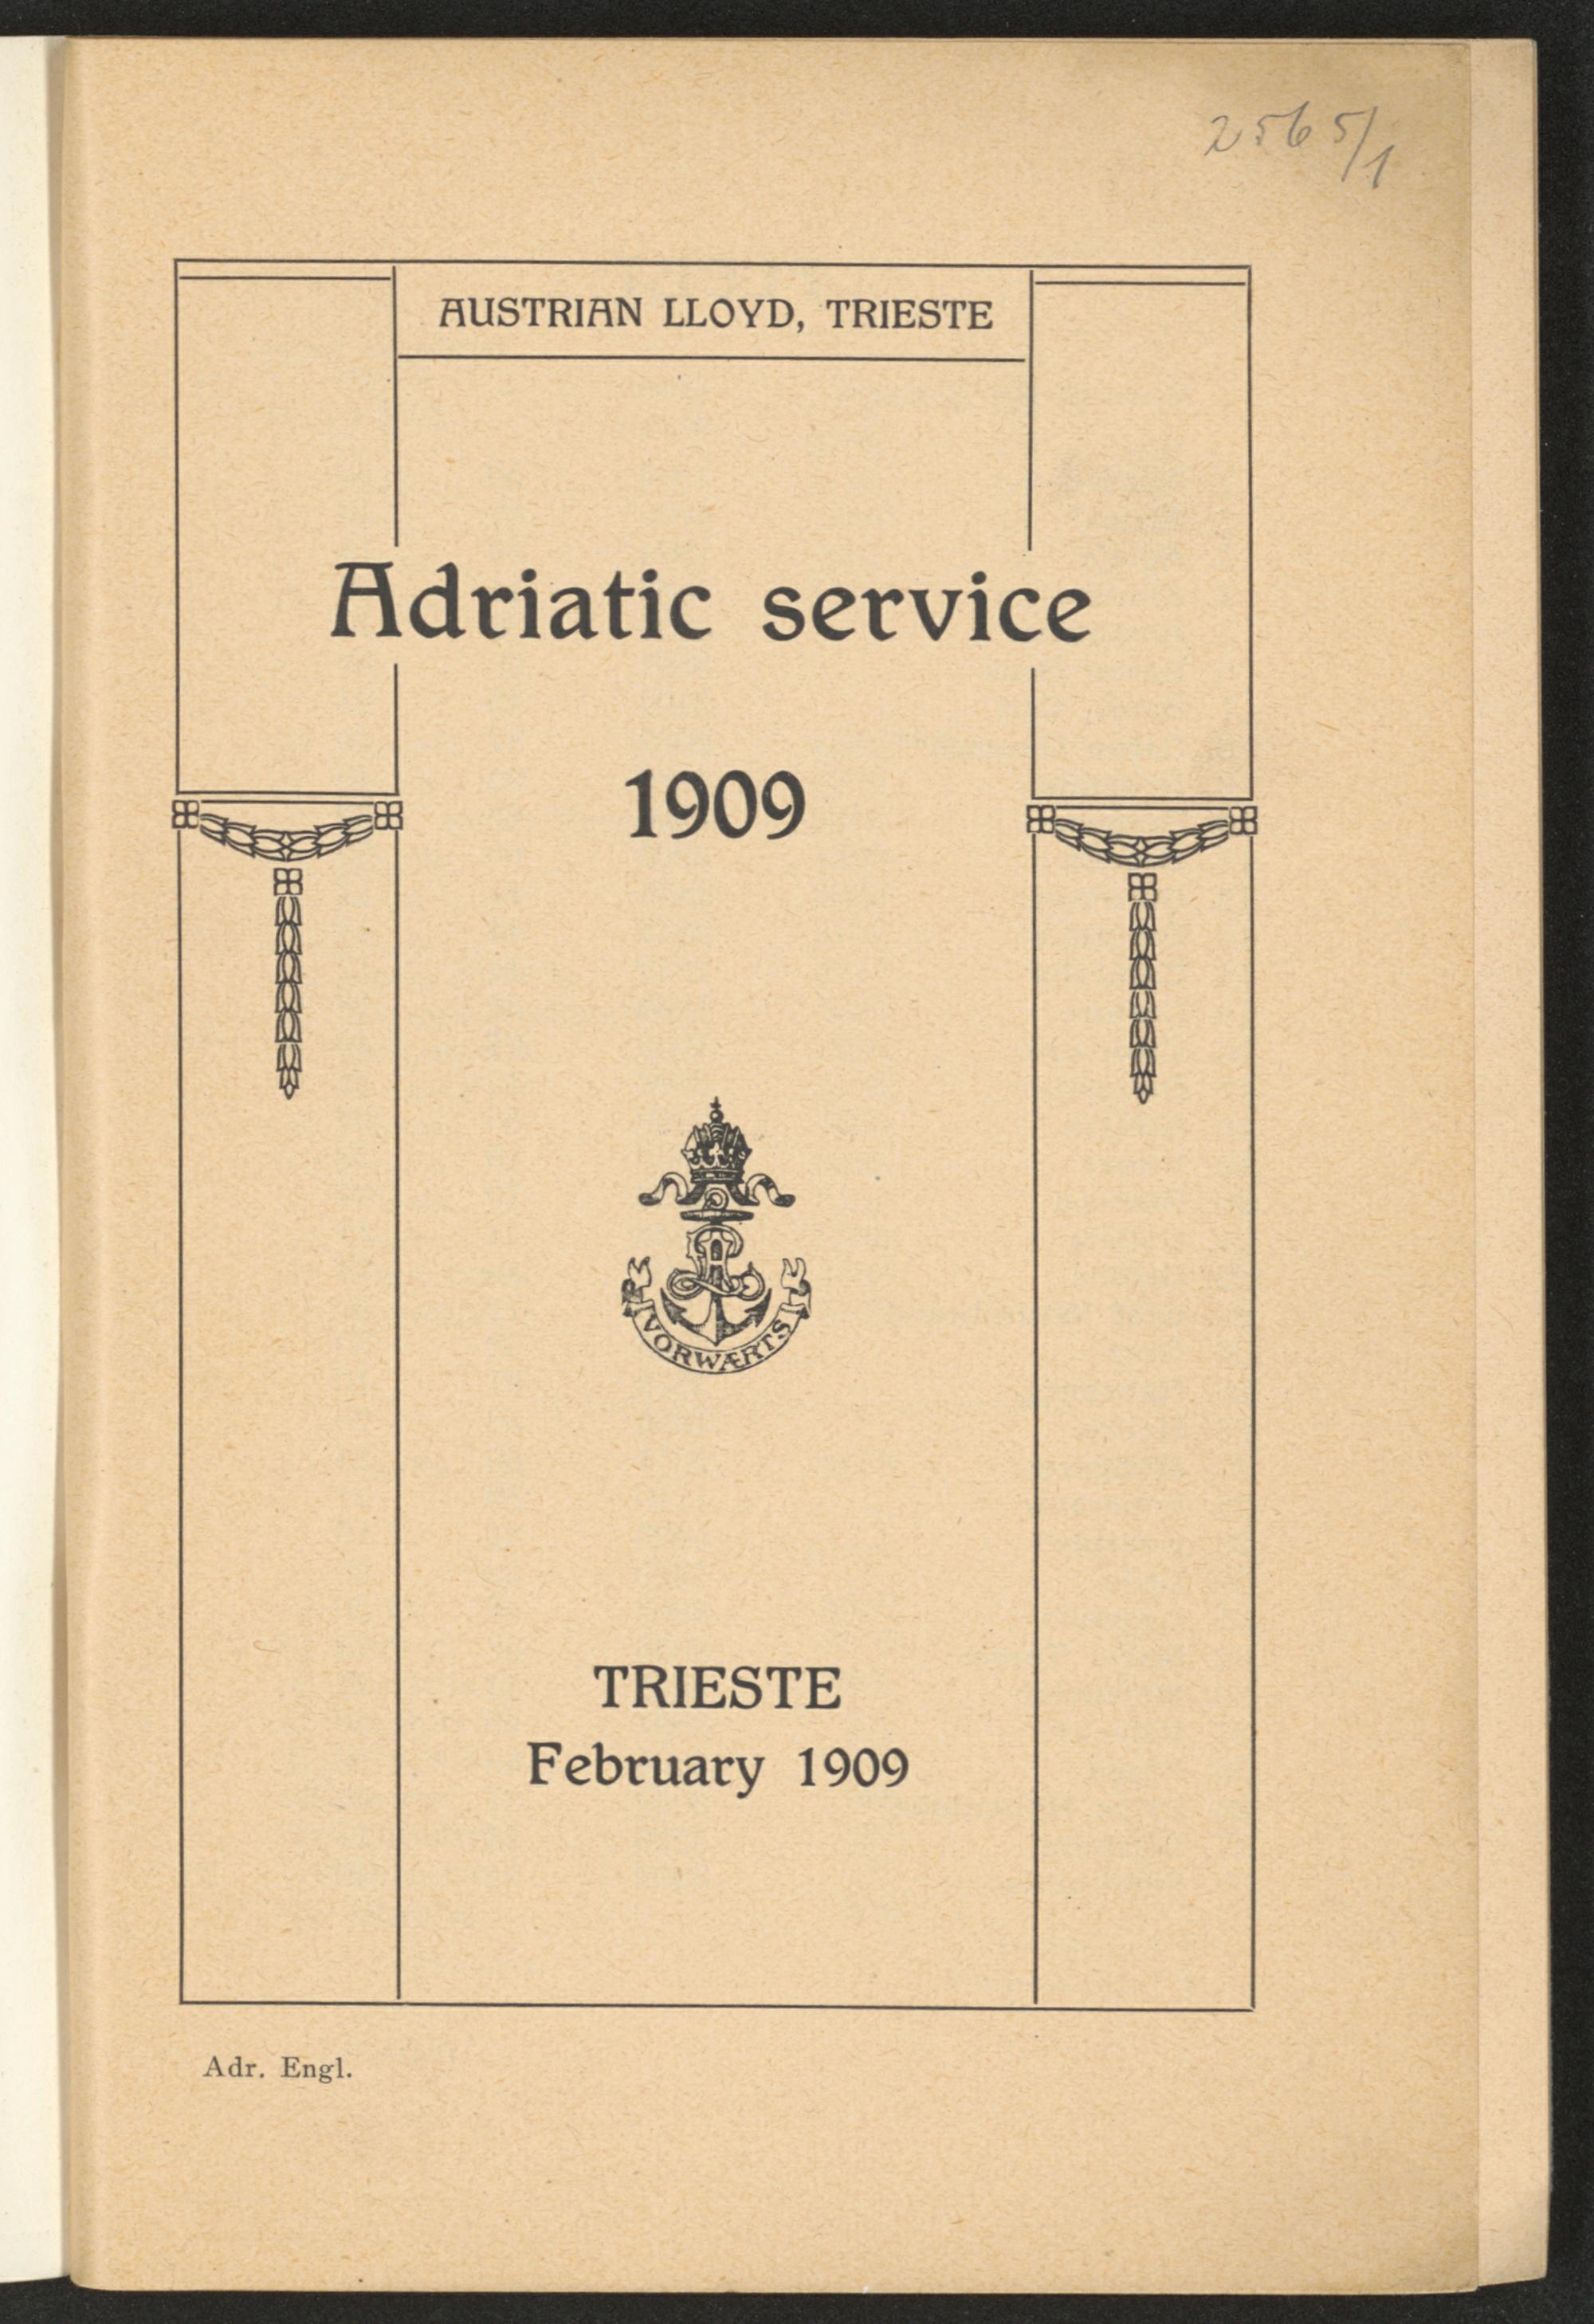 2565/1
AUSTRIAN LLOYD, TRIESTE
Adriatic service
1909
VORWÆRTS
TRIESTE
February 1909
Adr. Engl.